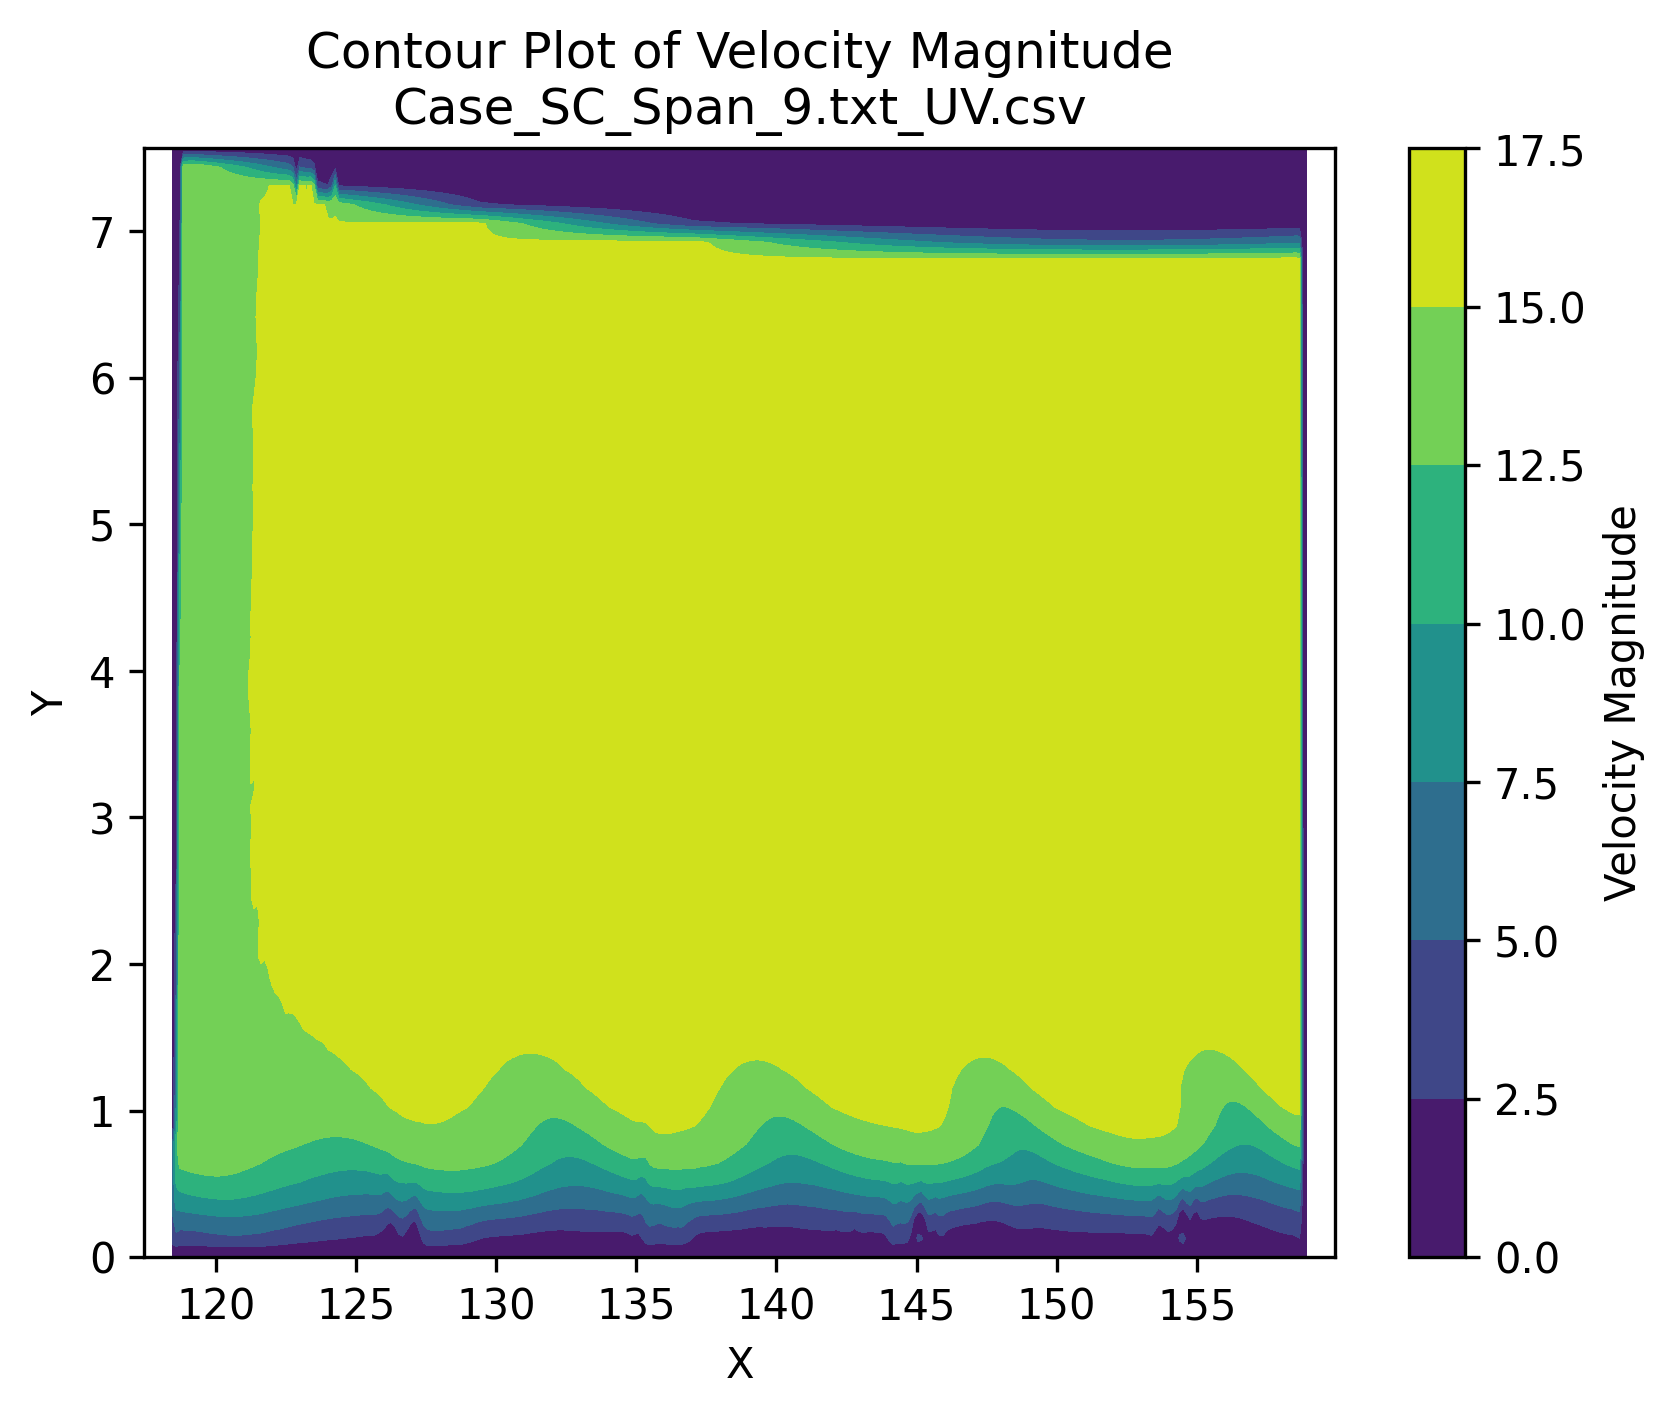 Contour Plot of Velocity Magnitude
Case_SC_Span_9.txt_UV.csv
Y
7
6
5
4
3
2
1
0
120 125 130 135 140 145 150 155
X
17.5
15.0
12.5
10.0
7.5
5.0
2.5
0.0
Velocity Magnitude